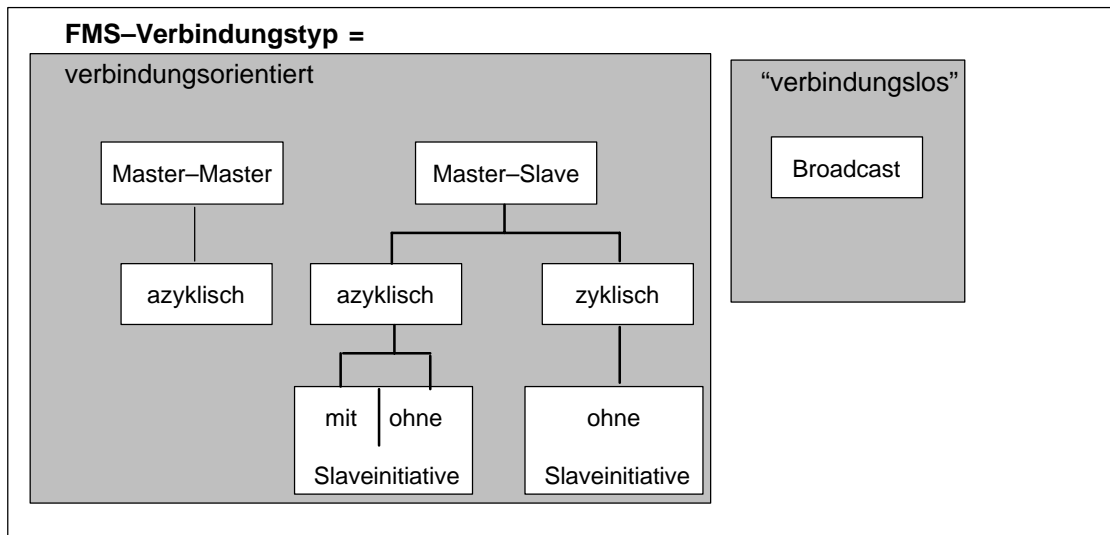 FMS–Verbindungstyp =
verbindungsorientiert
“verbindungslos”
Master–Master
Master–Slave
Broadcast
azyklisch
azyklisch
zyklisch
mit
ohne
Slaveinitiative
ohne
Slaveinitiative